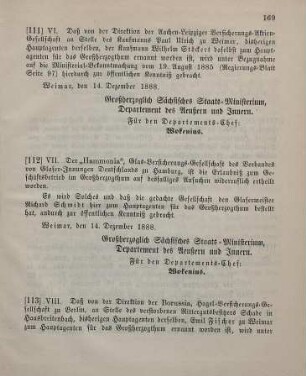 169
[111] VI. Daß von der Direktion der Aachen-Leipziger Versicherungs-Aktien-
Gesellschaft an Stelle des Kaufmanns Paul Ulrich zu Weimar, bisherigen
Hauptagenten derselben, der Kaufmann Wilhelm Stöckert daselbst zum Haupt-
agenten für das Großherzogthum ernannt worden ist, wird unter Bezugnahme
auf die Ministerial-Bekanntmachung vom 19. August 1885 (Regierungs-Blatt
Seite 97) hierdurch zur öffentlichen Kenntniß gebracht.
Weimar, den 14. Dezember 1888.
Großherzoglich Sächsisches Staats-Ministerium,
Departement des Aeußern und Innern.
Für den Departements-Chef:
Wokenius.
[112] VII. Der „Hammonia“, Glas-Versicherungs-Gesellschaft des Verbandes
von Glaser-Innungen Deutschlands zu Hamburg, ist die Erlaubniß zum Ge-
schäftsbetrieb im Großherzogthum auf desfallsiges Ansuchen widerruflich ertheilt
worden.
Es wird Solches und daß die gedachte Gesellschaft den Glasermeister
Richard Schmidt hier zum Hauptagenten für das Großherzogthum bestellt
hat, andurch zur öffentlichen Kenntniß gebracht.
Weimar, den 14. Dezember 1888.
Großherzoglich Sächsisches Staats-Ministerium,
Departement des Aeußern und Innern.
Für den Departements-Chef:
Wokenius.
[113] VIII. Daß von der Direktion der Borussia, Hagel-Versicherungs-Ge-
sellschaft zu Berlin, an Stelle des verstorbenen Rittergutsbesitzers Schade in
Hausbreitenbach, bisherigen Hauptagenten derselben, Emil Fischer zu Weimar
zum Hauptagenten für das Großherzogthum ernannt worden ist, wird unter